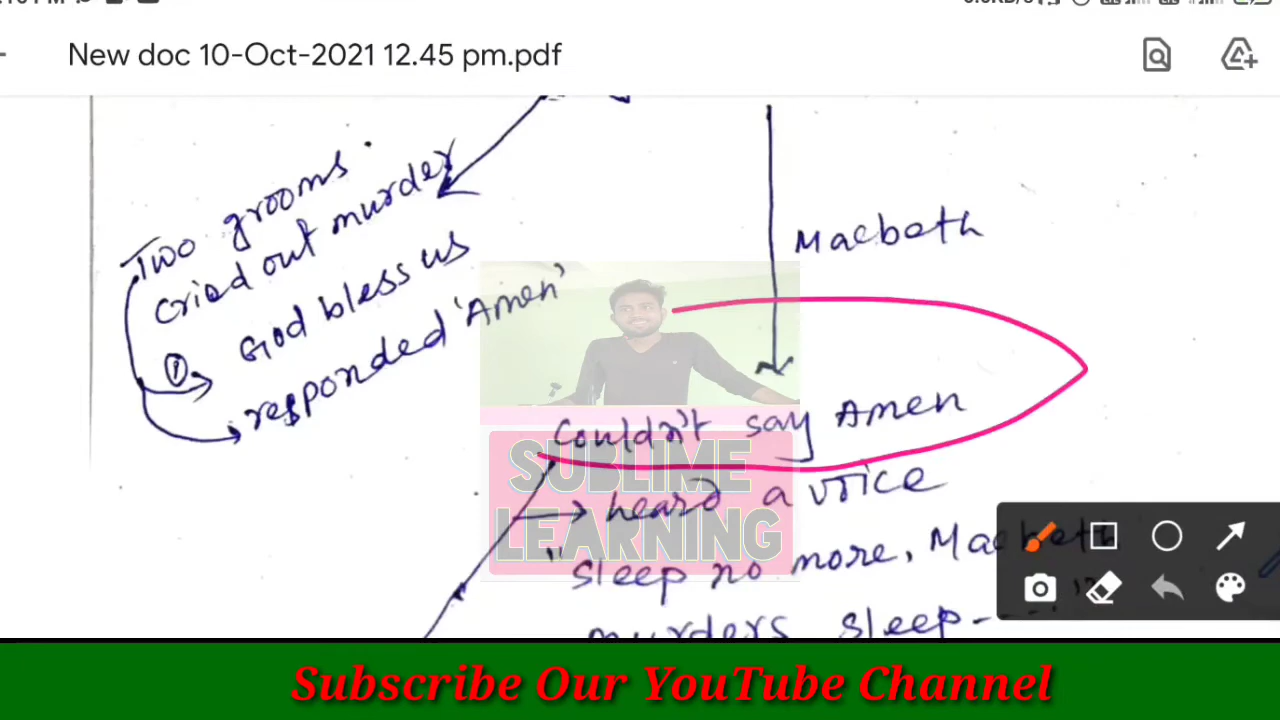 New doc 10-Oct-2021 12.45 pm.pdf
Two grooms
cried out murder
① God bless us
responded 'Amen'
Macbeth
Couldn't say Amen
→ heard a voice
"sleep no more, Macbeth
murders sleep----"
SUBLIME
LEARNING
Subscribe Our YouTube Channel